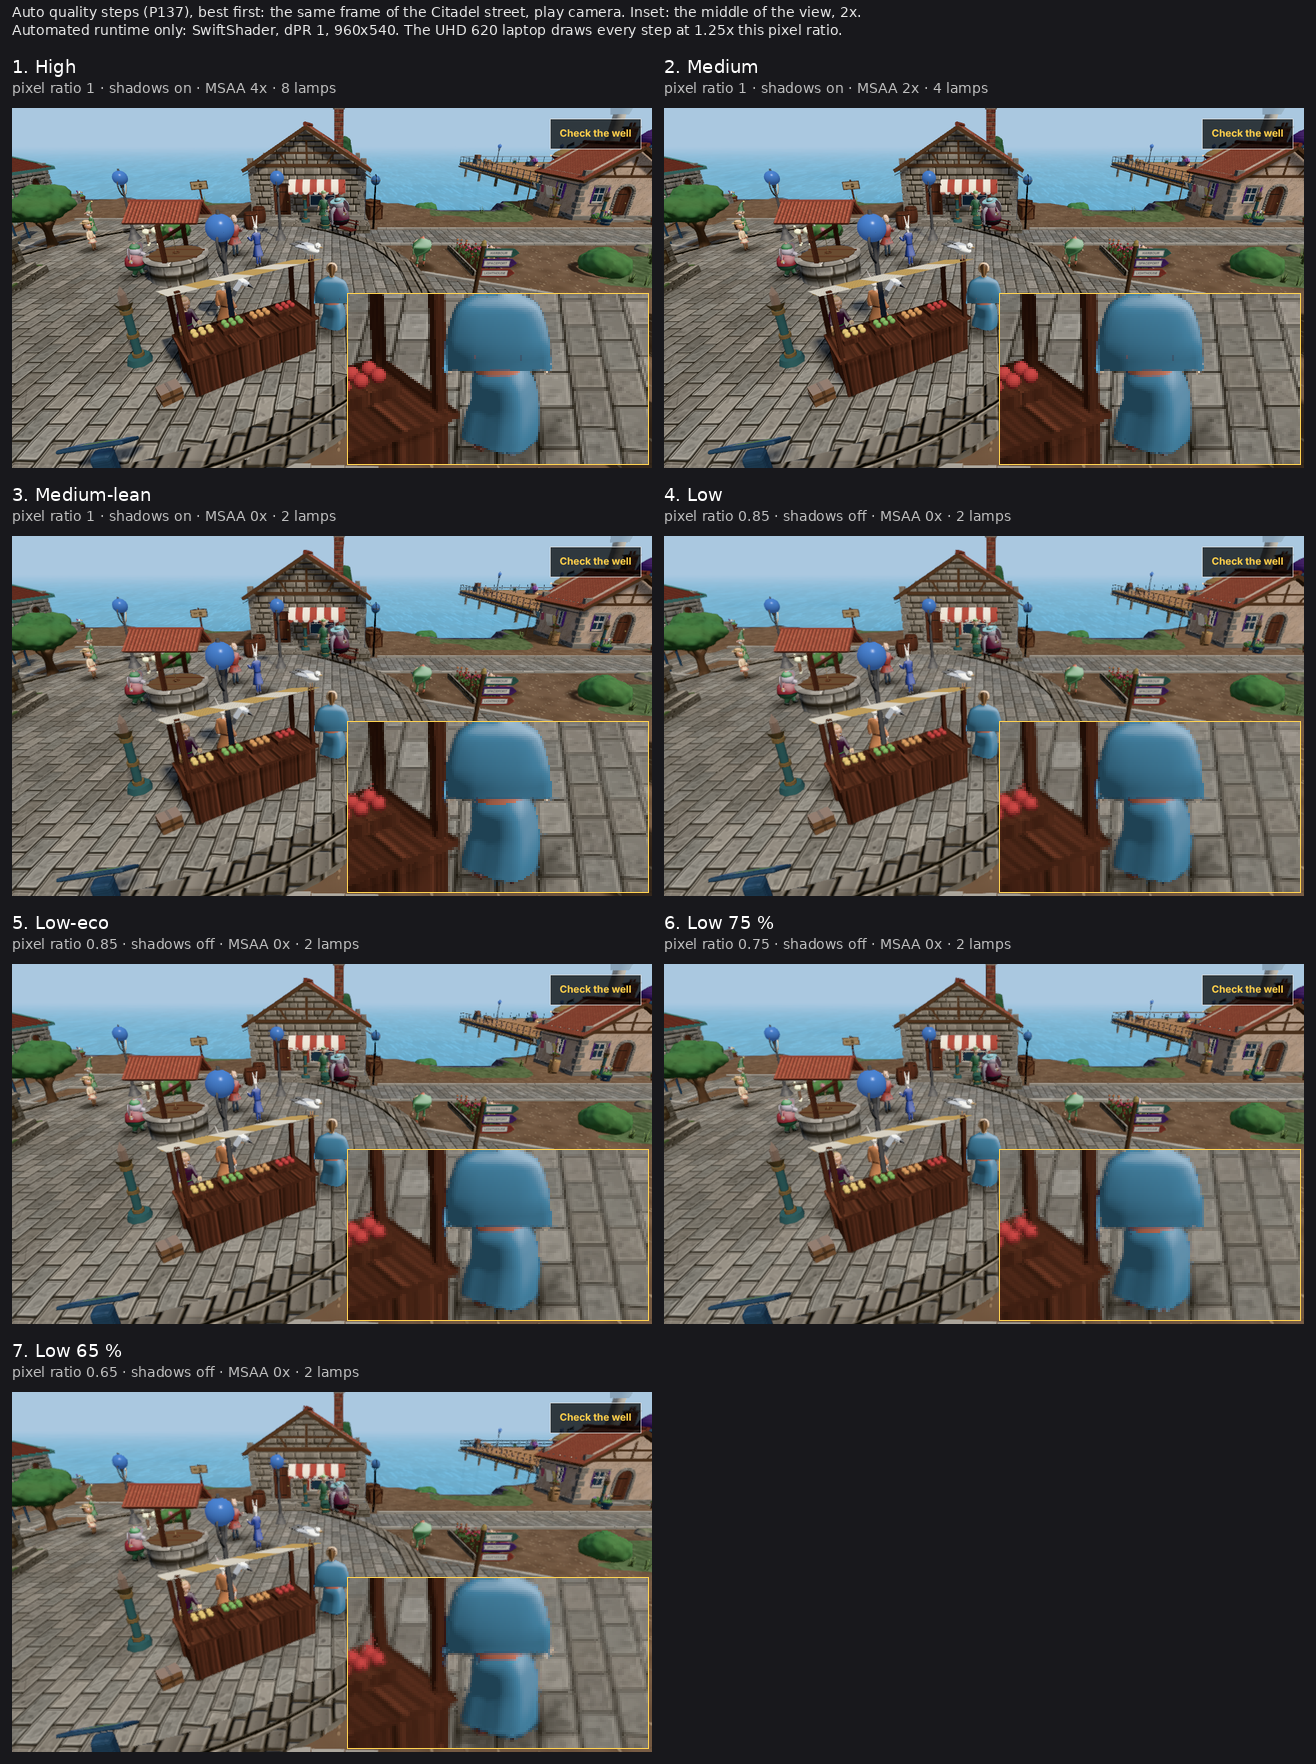 Auto quality steps (P137), best first: the same frame of the Citadel street, play camera. Inset: the middle of the view, 2x.
Automated runtime only: SwiftShader, dPR 1, 960x540. The UHD 620 laptop draws every step at 1.25x this pixel ratio.
1. High
pixel ratio 1 · shadows on · MSAA 4x · 8 lamps
Check the well
2. Medium
pixel ratio 1 · shadows on · MSAA 2x · 4 lamps
Check the well
3. Medium-lean
pixel ratio 1 · shadows on · MSAA 0x · 2 lamps
Check the well
4. Low
pixel ratio 0.85 · shadows off · MSAA 0x · 2 lamps
Check the well
5. Low-eco
pixel ratio 0.85 · shadows off · MSAA 0x · 2 lamps
Check the well
6. Low 75 %
pixel ratio 0.75 · shadows off · MSAA 0x · 2 lamps
Check the well
7. Low 65 %
pixel ratio 0.65 · shadows off · MSAA 0x · 2 lamps
Check the well